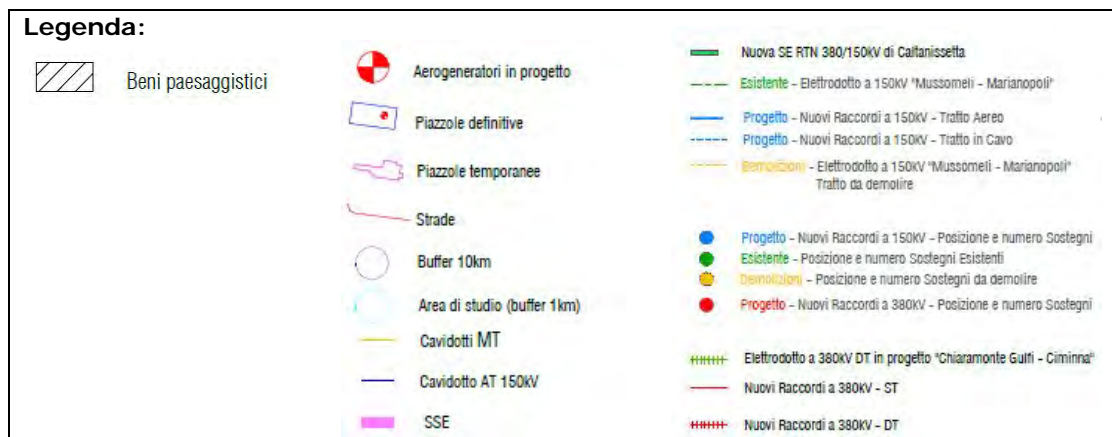 Legenda:
Beni paesaggistici
Aerogeneratori in progetto
Piazzole definitive
Piazzole temporanee
Strade
Buffer 10km
Area di studio (buffer 1km)
Cavidotti MT
Cavidotto AT 150kV
SSE
Nuova SE RTN 380/150kV di Caltanissetta
Esistente - Elettrodotto a 150kV "Mussomeli - Marianopoli"
Progetto - Nuovi Raccordi a 150kV - Tratto Aereo
Progetto - Nuovi Raccordi a 150kV - Tratto in Cavo
Demolizioni - Elettrodotto a 150kV "Mussomeli - Marianopoli"
Tratto da demolire
Progetto - Nuovi Raccordi a 150kV - Posizione e numero Sostegni
Esistente - Posizione e numero Sostegni Esistenti
Demolizioni - Posizione e numero Sostegni da demolire
Progetto - Nuovi Raccordi a 380kV - Posizione e numero Sostegni
Elettrodotto a 380kV DT in progetto "Chiaramonte Gulfi - Ciminna"
Nuovi Raccordi a 380kV - ST
Nuovi Raccordi a 380kV - DT